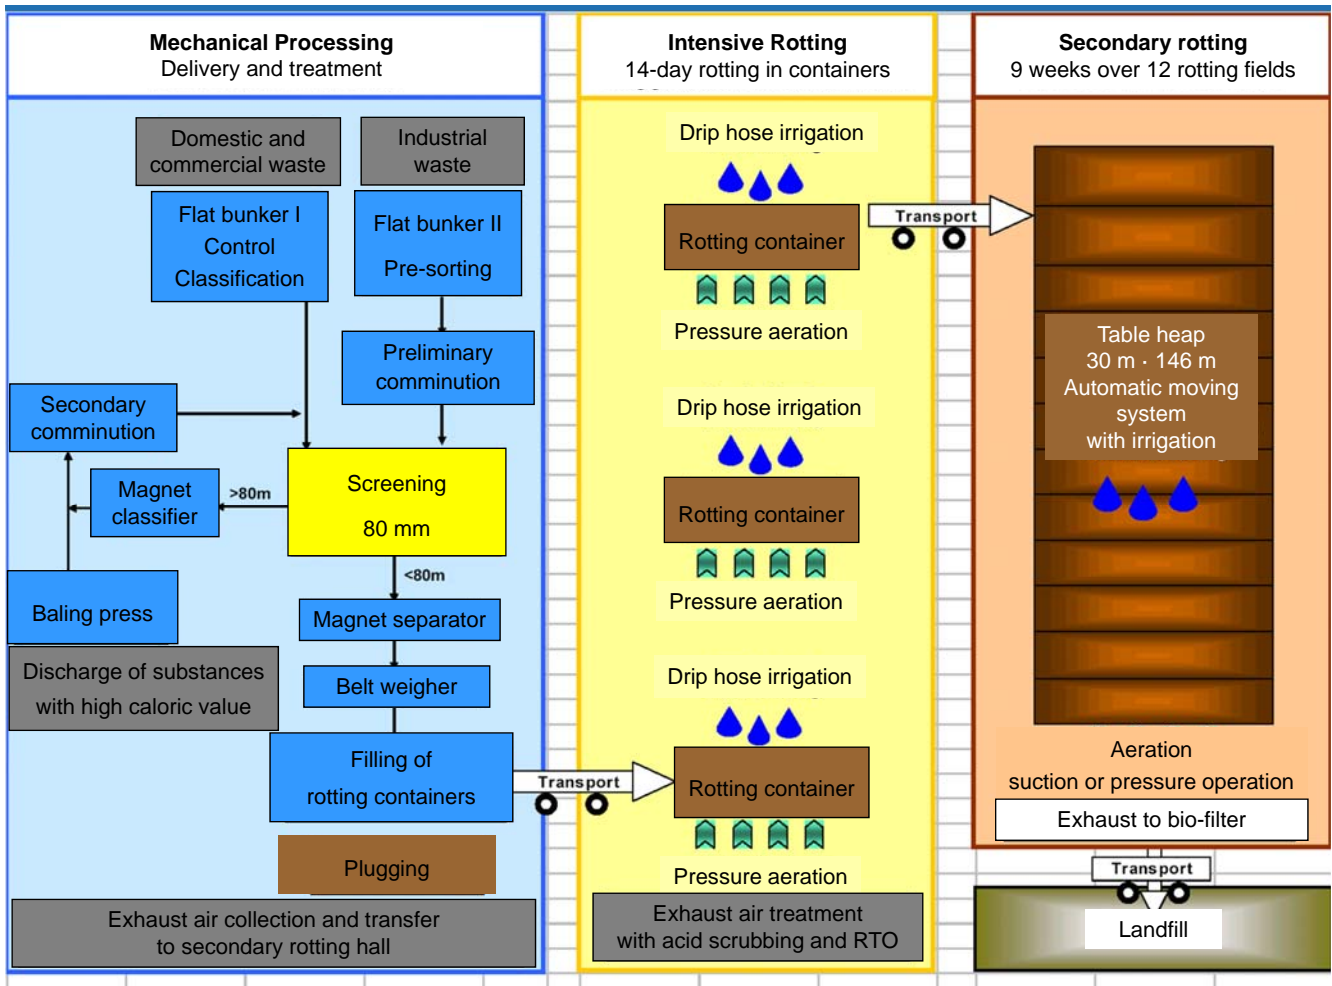 Mechanical Processing
Delivery and treatment
Domestic and
commercial waste
Industrial
waste
Flat bunker I
Control
Classification
Flat bunker II
Pre-sorting
Preliminary
comminution
Secondary
comminution
Magnet
classifier
>80m
Screening
80 mm
<80m
Baling press
Discharge of substances
with high caloric value
Magnet separator
Belt weigher
Filling of
rotting containers
Plugging
Exhaust air collection and transfer
to secondary rotting hall
Transport
Intensive Rotting
14-day rotting in containers
Drip hose irrigation
Rotting container
Pressure aeration
Drip hose irrigation
Rotting container
Pressure aeration
Drip hose irrigation
Rotting container
Pressure aeration
Exhaust air treatment
with acid scrubbing and RTO
Transport
Secondary rotting
9 weeks over 12 rotting fields
Table heap
30 m · 146 m
Automatic moving
system
with irrigation
Aeration
suction or pressure operation
Exhaust to bio-filter
Transport
Landfill